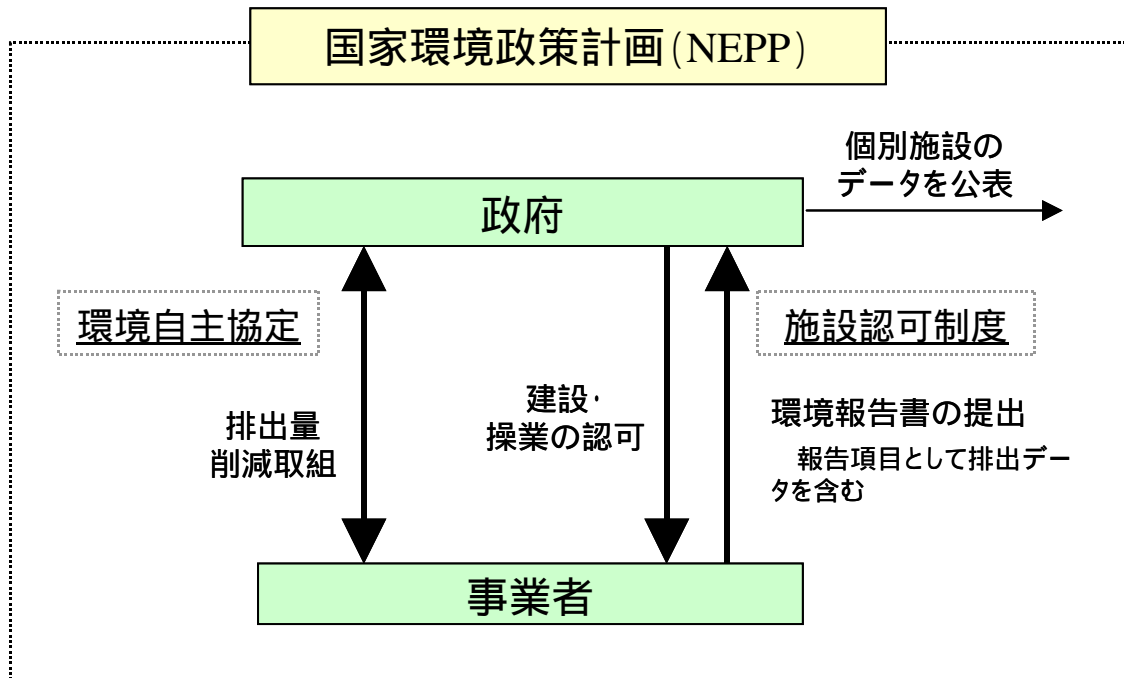 国家環境政策計画(NEPP)
個別施設の
データを公表
政府
環境自主協定
施設認可制度
排出量
削減取組
建設・
操業の認可
環境報告書の提出
報告項目として排出デー
タを含む
事業者